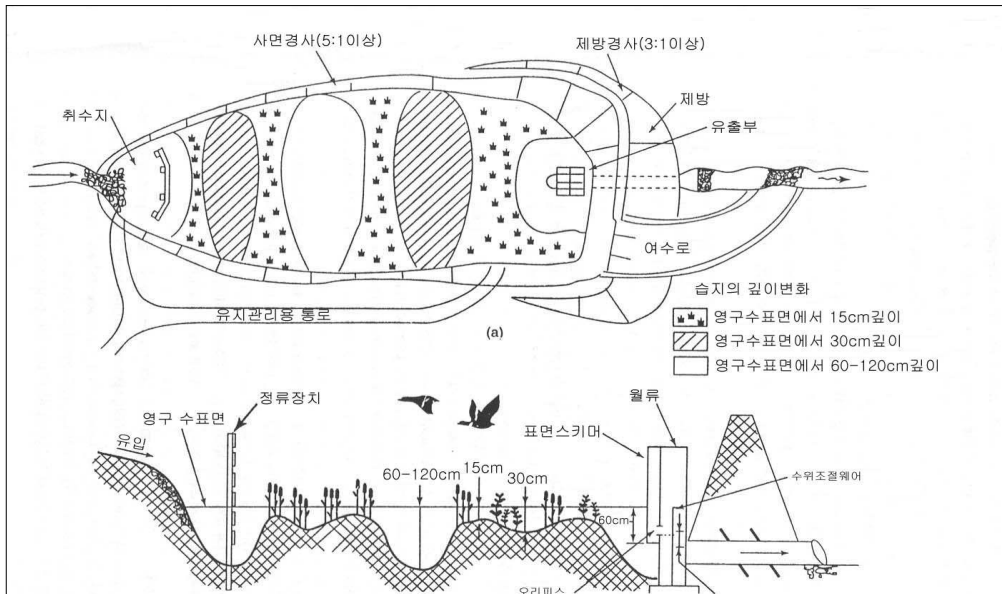 사면경사(5:1이상)
제방경사(3:1이상)
취수지
제방
유출부
여수로
유지관리용 통로
(a)
습지의 깊이변화
영구수표면에서 15cm깊이
영구수표면에서 30cm깊이
영구수표면에서 60-120cm깊이
정류장치
영구 수표면
유입
월류
표면스키머
수위조절웨어
60-120cm
15cm
30cm
60cm
오리피스